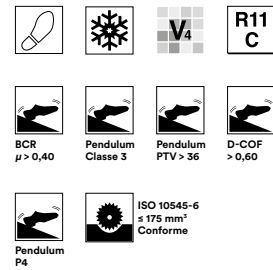 V4
R11
C
BCR
µ > 0,40
Pendulum
Classe 3
Pendulum
PTV > 36
D-COF
> 0,60
Pendulum
P4
ISO 10545-6
≤ 175 mm³
Conforme